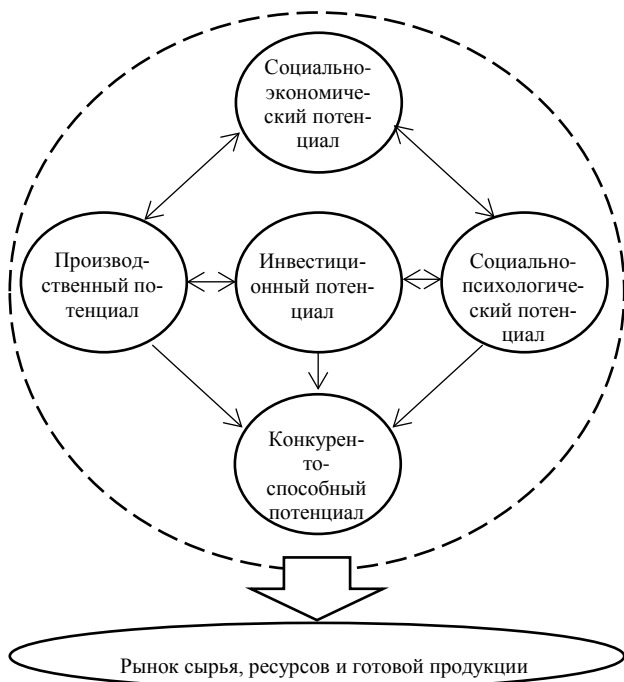 Социально-
экономиче-
ский потен-
циал
Производ-
ственный по-
тенциал
Инвестици-
онный потен-
циал
Социально-
психологиче-
ский потен-
циал
Конкурен-
то-
способный
потенциал
Рынок сырья, ресурсов и готовой продукции